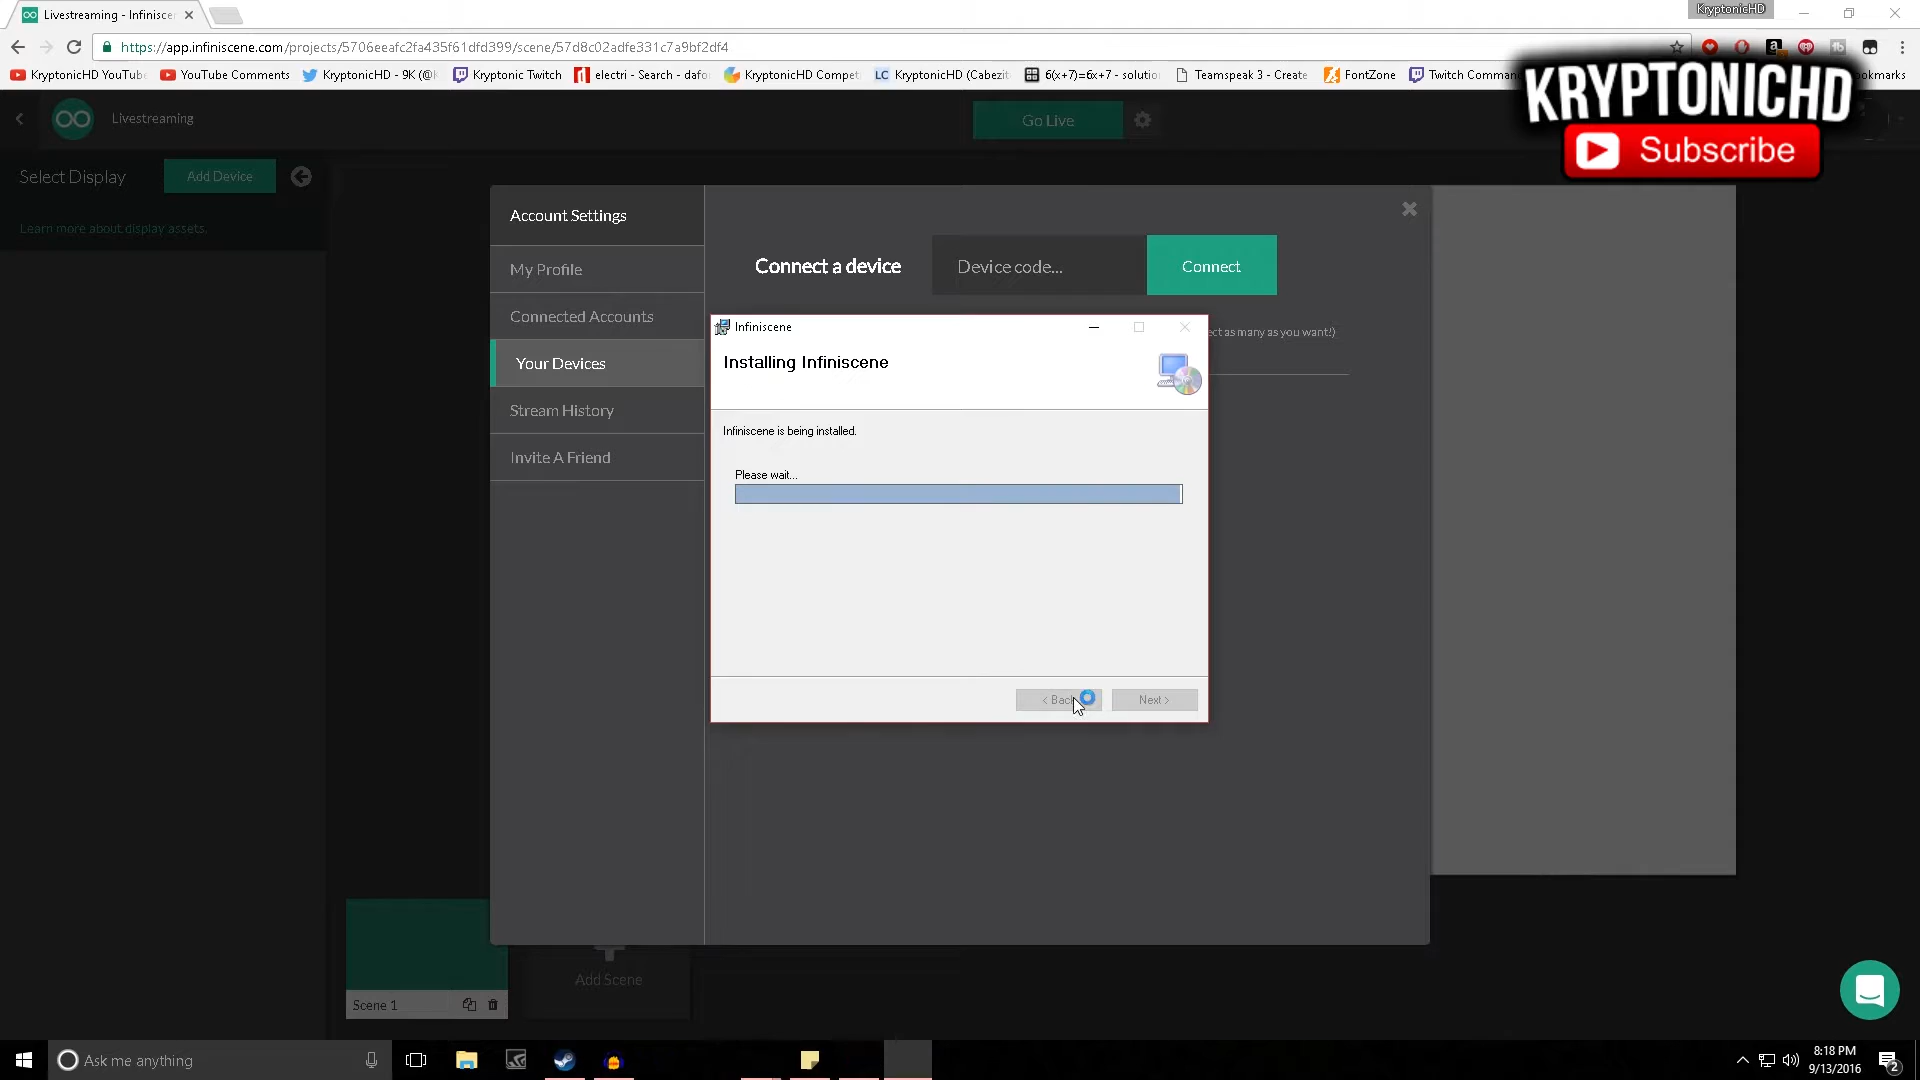 Livestreaming - Infinisce
KryptonicHD
https://app.infiniscene.com/projects/5706eeafc2fa435f61dfd399/scene/57d8c02adfe331c7a9bf2df4
KryptonicHD YouTub
YouTube Comments
KryptonicHD - 9K (@K
Kryptonic Twitch
electri - Search - dafo
KryptonicHD Compet
LC KryptonicHD (Cabezit
6(x+7)=6x+7 - solutio
Teamspeak 3 - Create
FontZone
Twitch Comman
ookmarks
KRYPTONICHD
Subscribe
Livestreaming
Go Live
Select Display
Add Device
Learn more about display assets.
Account Settings
My Profile
Connected Accounts
Your Devices
Stream History
Invite A Friend
Connect a device
Device code...
Connect
ect as many as you want!)
Infiniscene
Installing Infiniscene
Infiniscene is being installed.
Please wait...
< Back
Next >
Scene 1
Add Scene
Ask me anything
8:18 PM
9/13/2016
2